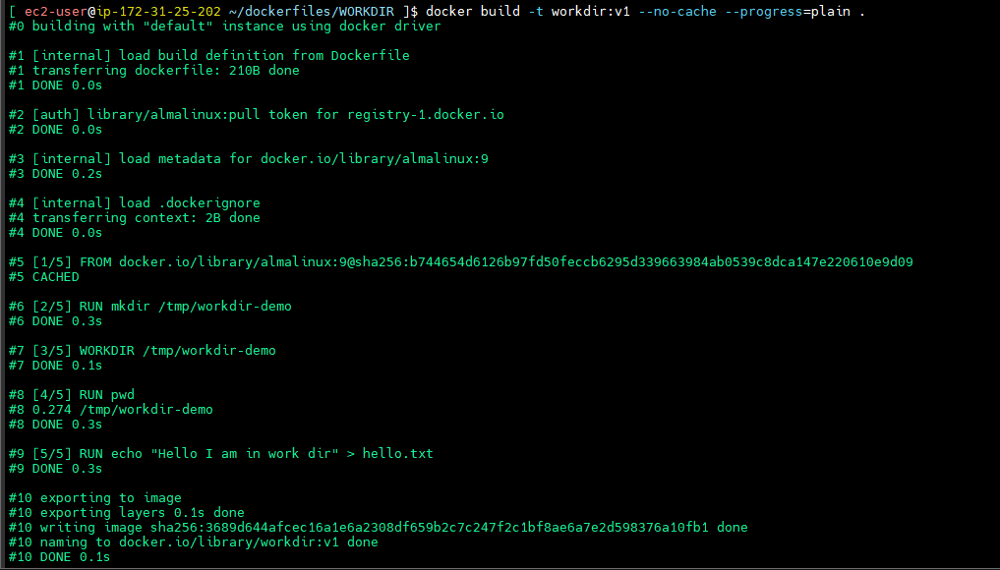 [ ec2-user@ip-172-31-25-202 ~/dockerfiles/WORKDIR ]$ docker build -t workdir:v1 --no-cache --progress=plain .
#0 building with "default" instance using docker driver
#1 [internal] load build definition from Dockerfile
#1 transferring dockerfile: 210B done
#1 DONE 0.0s
#2 [auth] library/almalinux:pull token for registry-1.docker.io
#2 DONE 0.0s
#3 [internal] load metadata for docker.io/library/almalinux:9
#3 DONE 0.2s
#4 [internal] load .dockerignore
#4 transferring context: 2B done
#4 DONE 0.0s
#5 [1/5] FROM docker.io/library/almalinux:9@sha256:b744654d6126b97fd50feccb6295d339663984ab0539c8dca147e220610e9d09
#5 CACHED
#6 [2/5] RUN mkdir /tmp/workdir-demo
#6 DONE 0.3s
#7 [3/5] WORKDIR /tmp/workdir-demo
#7 DONE 0.1s
#8 [4/5] RUN pwd
#8 0.274 /tmp/workdir-demo
#8 DONE 0.3s
#9 [5/5] RUN echo "Hello I am in work dir" > hello.txt
#9 DONE 0.3s
#10 exporting to image
#10 exporting layers 0.1s done
#10 writing image sha256:3689d644afcec16a1e6a2308df659b2c7c247f2c1bf8ae6a7e2d598376a10fb1 done
#10 naming to docker.io/library/workdir:v1 done
#10 DONE 0.1s